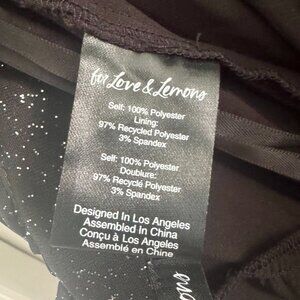 for Love & Lemons
Self: 100% Polyester
Lining:
97% Recycled Polyester
3% Spandex
Self: 100% Polyester
Doublure:
97% Recyclé Polyester
3% Spandex
Designed In Los Angeles
Assembled In China
Conçu à Los Angeles
Assemblé en Chine